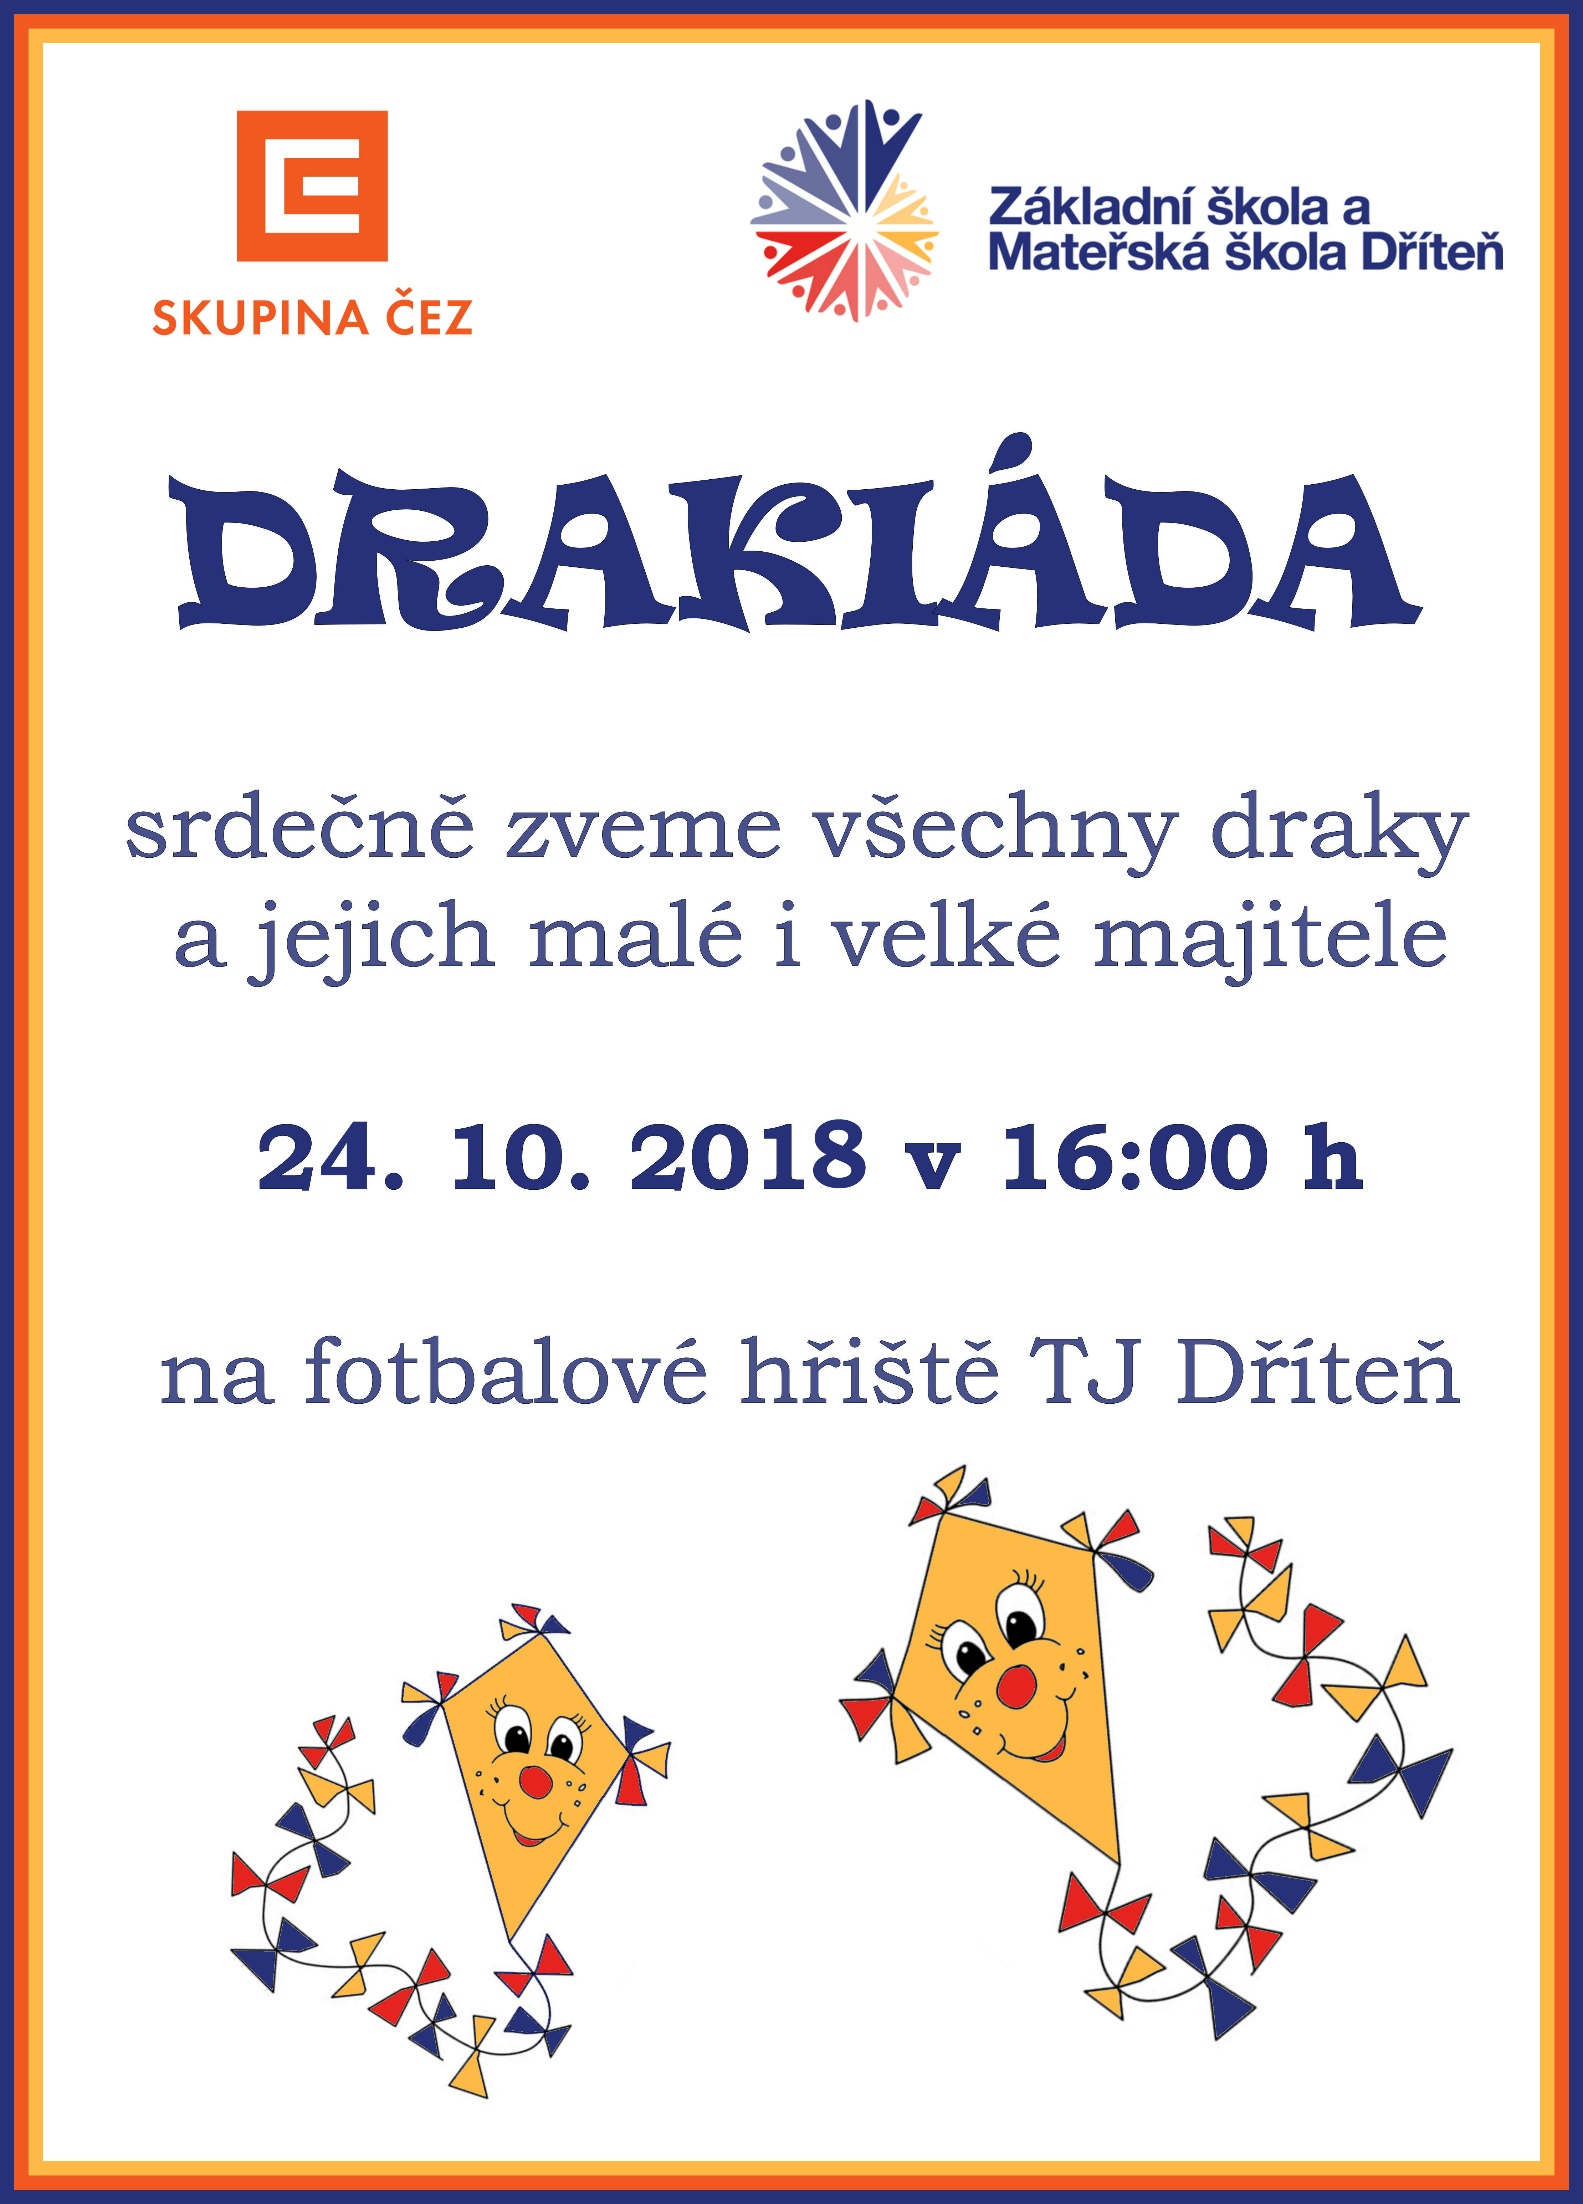 SKUPINA ČEZ
Základní škola a
Mateřská škola Dříteň
DRAKIÁDA
srdečně zveme všechny draky
a jejich malé i velké majitele
24. 10. 2018 v 16:00 h
na fotbalové hřiště TJ Dříteň